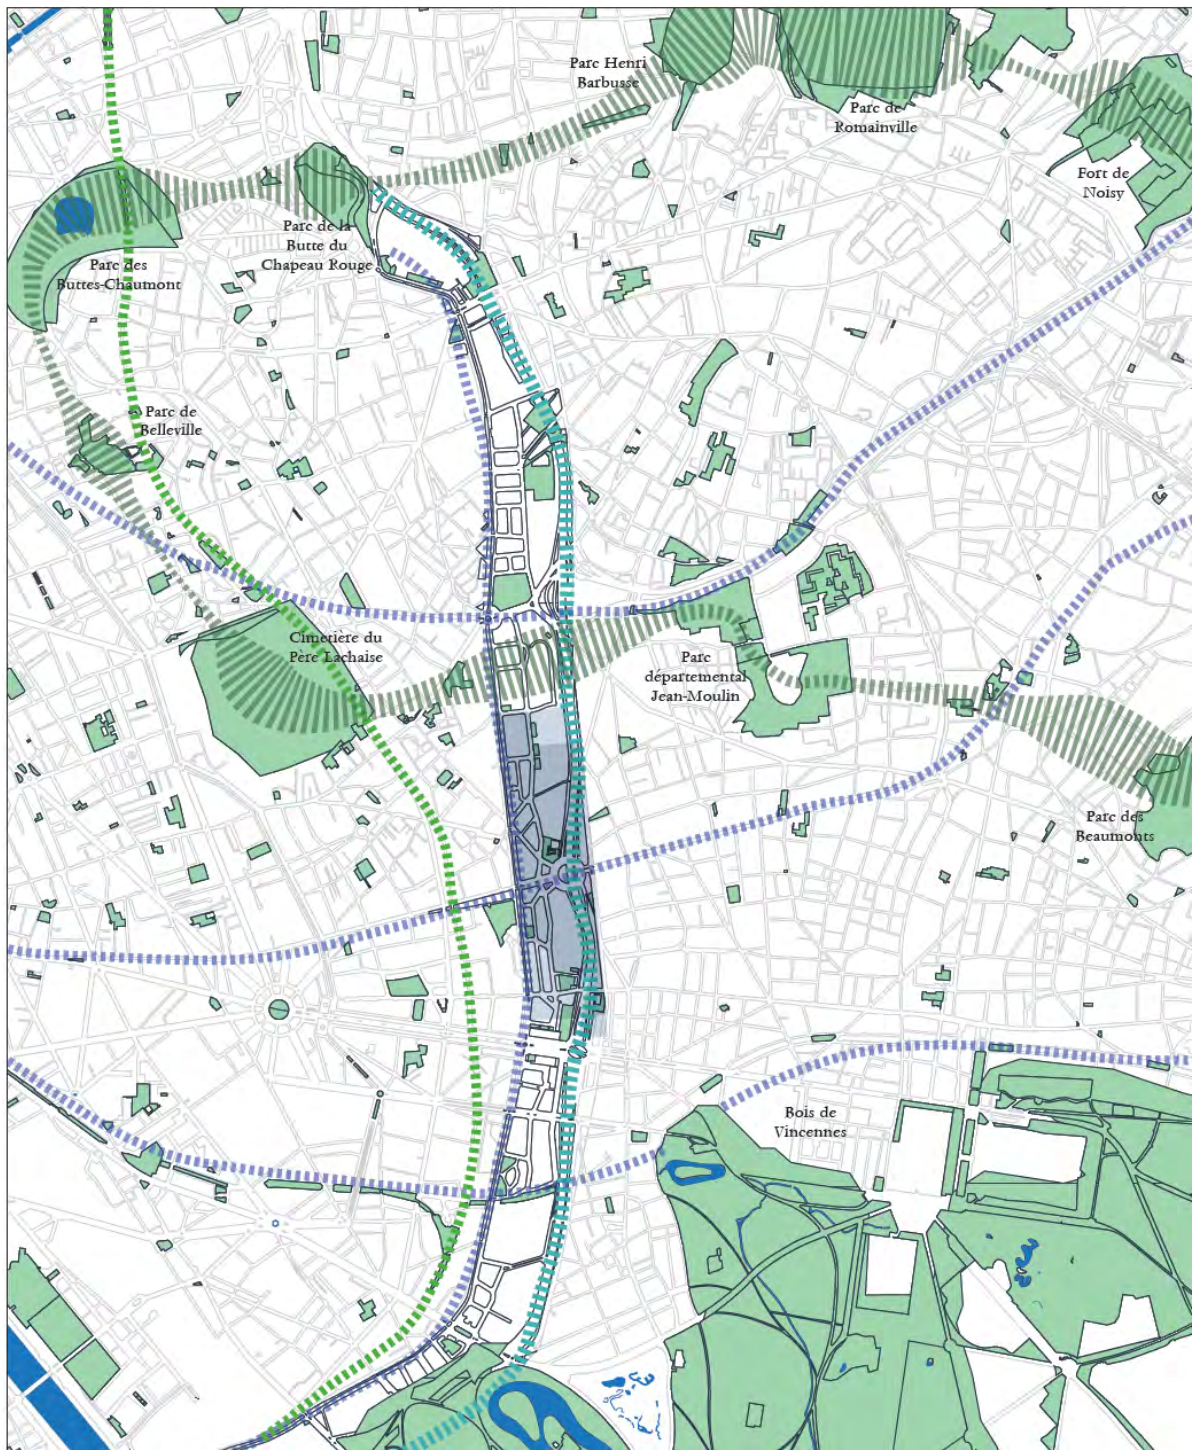 Parc Henri
Barbusse
Parc de
Romainville
Fort de
Noisy
Parc de la
Butte du
Chapeau Rouge
Parc des
Buttes-Chaumont
Parc de
Belleville
Cimetière du
Père Lachaise
Parc
départemental
Jean-Moulin
Parc des
Beaumonts
Bois de
Vincennes